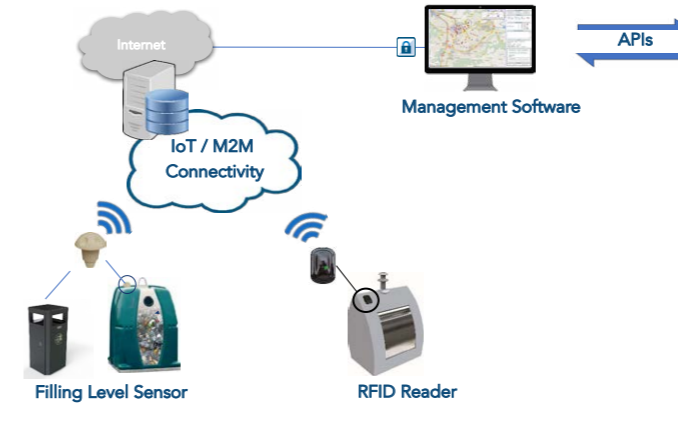 Internet
APIs
Management Software
IoT / M2M
Connectivity
Filling Level Sensor
RFID Reader